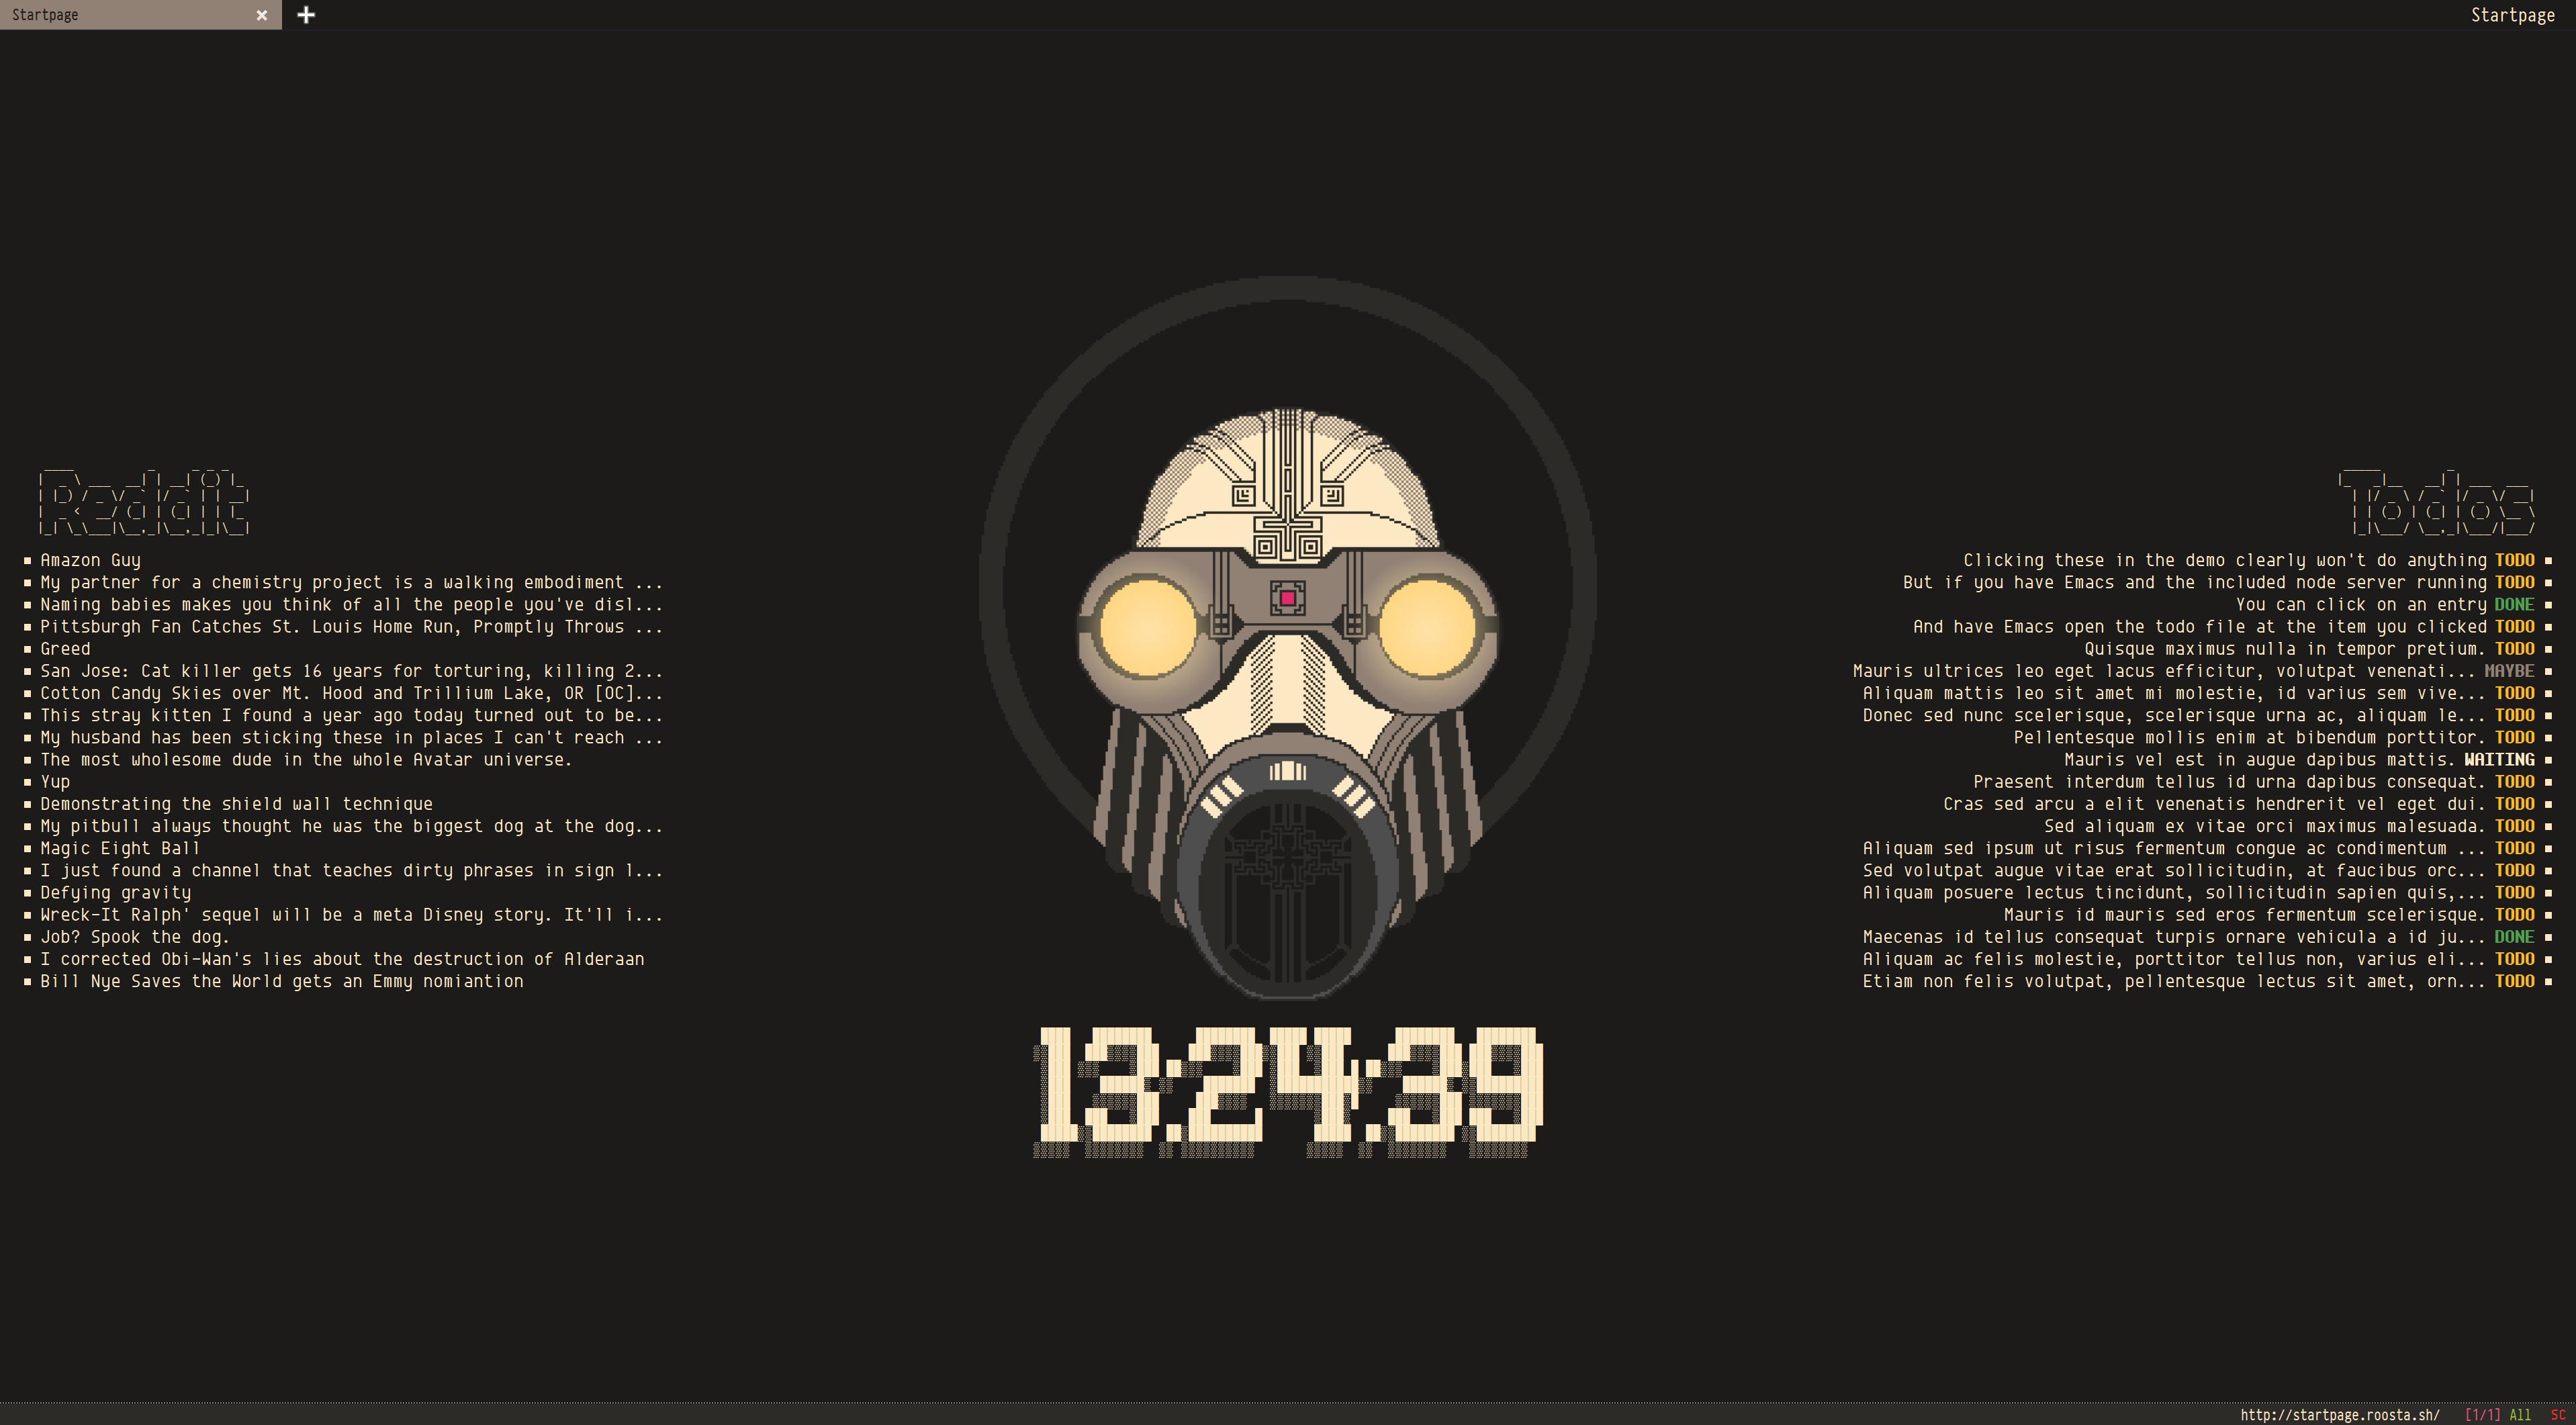 Startpage
Startpage
Reddit
Amazon Guy
My partner for a chemistry project is a walking embodiment ...
Naming babies makes you think of all the people you've disl...
Pittsburgh Fan Catches St. Louis Home Run, Promptly Throws ...
Greed
San Jose: Cat killer gets 16 years for torturing, killing 2...
Cotton Candy Skies over Mt. Hood and Trillium Lake, OR [OC]...
This stray kitten I found a year ago today turned out to be...
My husband has been sticking these in places I can't reach ...
The most wholesome dude in the whole Avatar universe.
Yup
Demonstrating the shield wall technique
My pitbull always thought he was the biggest dog at the dog...
Magic Eight Ball
I just found a channel that teaches dirty phrases in sign l...
Defying gravity
Wreck-It Ralph' sequel will be a meta Disney story. It'll i...
Job? Spook the dog.
I corrected Obi-Wan's lies about the destruction of Alderaan
Bill Nye Saves the World gets an Emmy nomiantion
13:24:39
Todos
Clicking these in the demo clearly won't do anything TODO
But if you have Emacs and the included node server running TODO
You can click on an entry DONE
And have Emacs open the todo file at the item you clicked TODO
Quisque maximus nulla in tempor pretium. TODO
Mauris ultrices leo eget lacus efficitur, volutpat venenati... MAYBE
Aliquam mattis leo sit amet mi molestie, id varius sem vive... TODO
Donec sed nunc scelerisque, scelerisque urna ac, aliquam le... TODO
Pellentesque mollis enim at bibendum porttitor. TODO
Mauris vel est in augue dapibus mattis. WAITING
Praesent interdum tellus id urna dapibus consequat. TODO
Cras sed arcu a elit venenatis hendrerit vel eget dui. TODO
Sed aliquam ex vitae orci maximus malesuada. TODO
Aliquam sed ipsum ut risus fermentum congue ac condimentum ... TODO
Sed volutpat augue vitae erat sollicitudin, at faucibus orc... TODO
Aliquam posuere lectus tincidunt, sollicitudin sapien quis,... TODO
Mauris id mauris sed eros fermentum scelerisque. TODO
Maecenas id tellus consequat turpis ornare vehicula a id ju... DONE
Aliquam ac felis molestie, porttitor tellus non, varius eli... TODO
Etiam non felis volutpat, pellentesque lectus sit amet, orn... TODO
http://startpage.roosta.sh/ [1/1] All sc